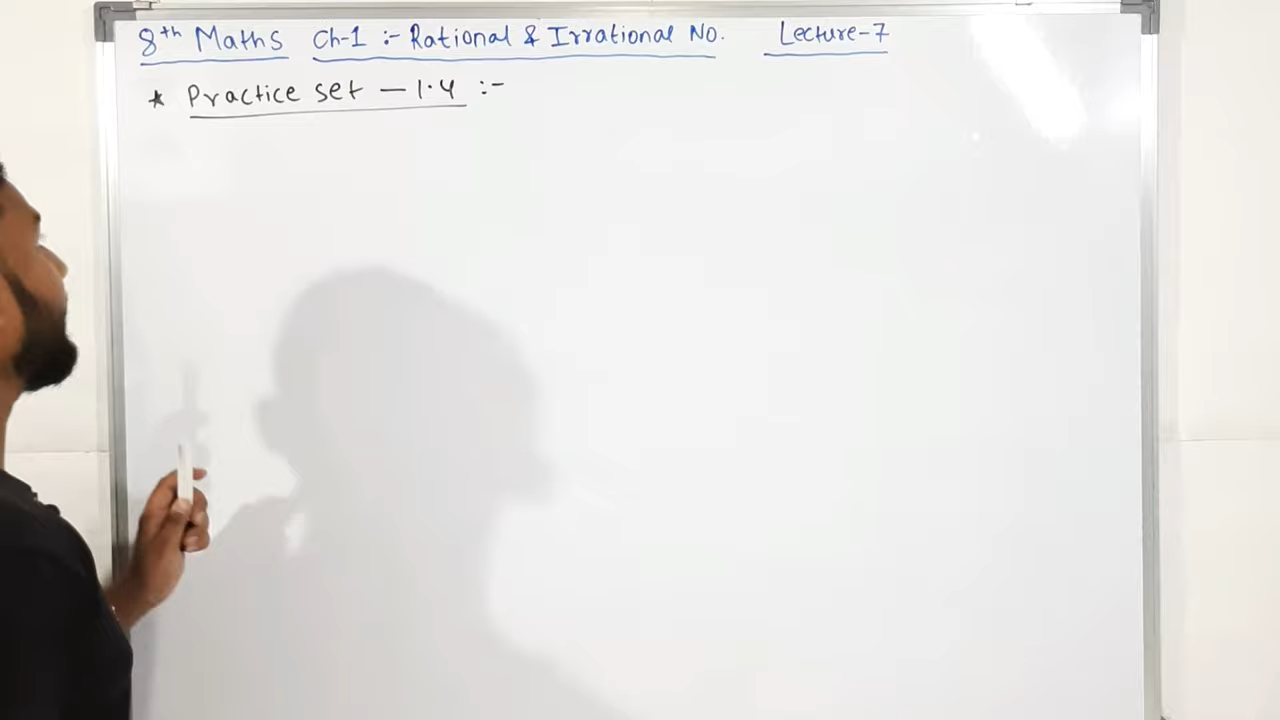 8th Maths Ch-1 :- Rational & Irrational No. Lecture-7
* Practice set - 1.4 :-